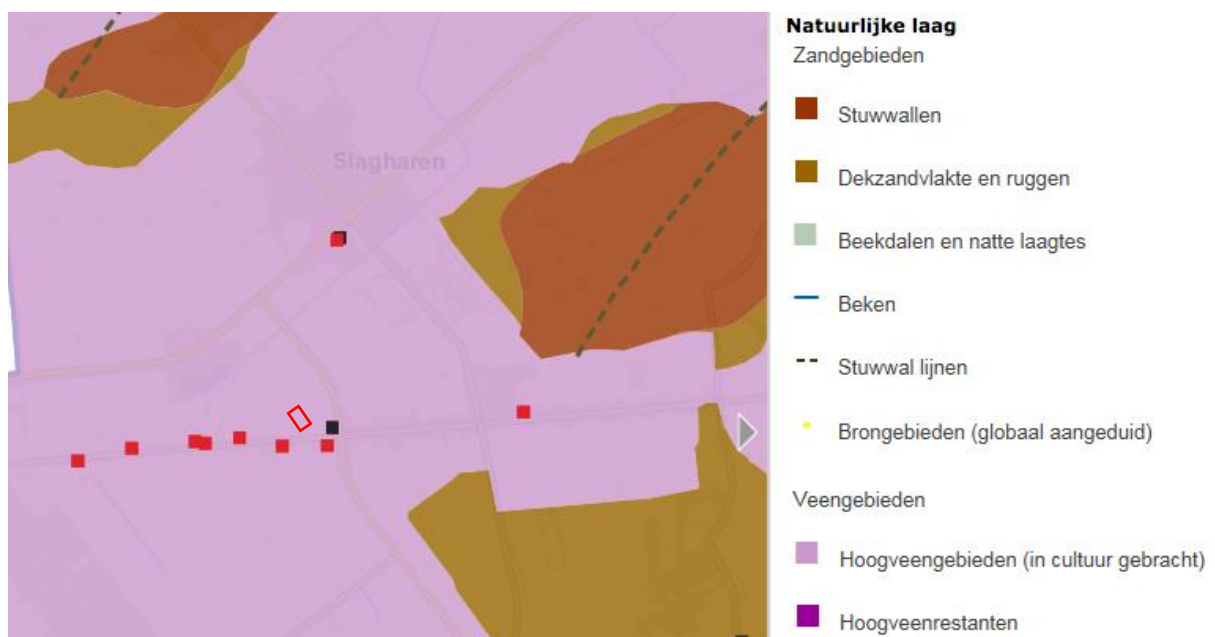 Slagharen
Natuurlijke laag
Zandgebieden
Stuwwallen
Dekzandvlakte en ruggen
Beekdalen en natte laagtes
Beken
Stuwwal lijnen
Brongebieden (globaal aangeduid)
Veengebieden
Hoogveengebieden (in cultuur gebracht)
Hoogveenrestanten